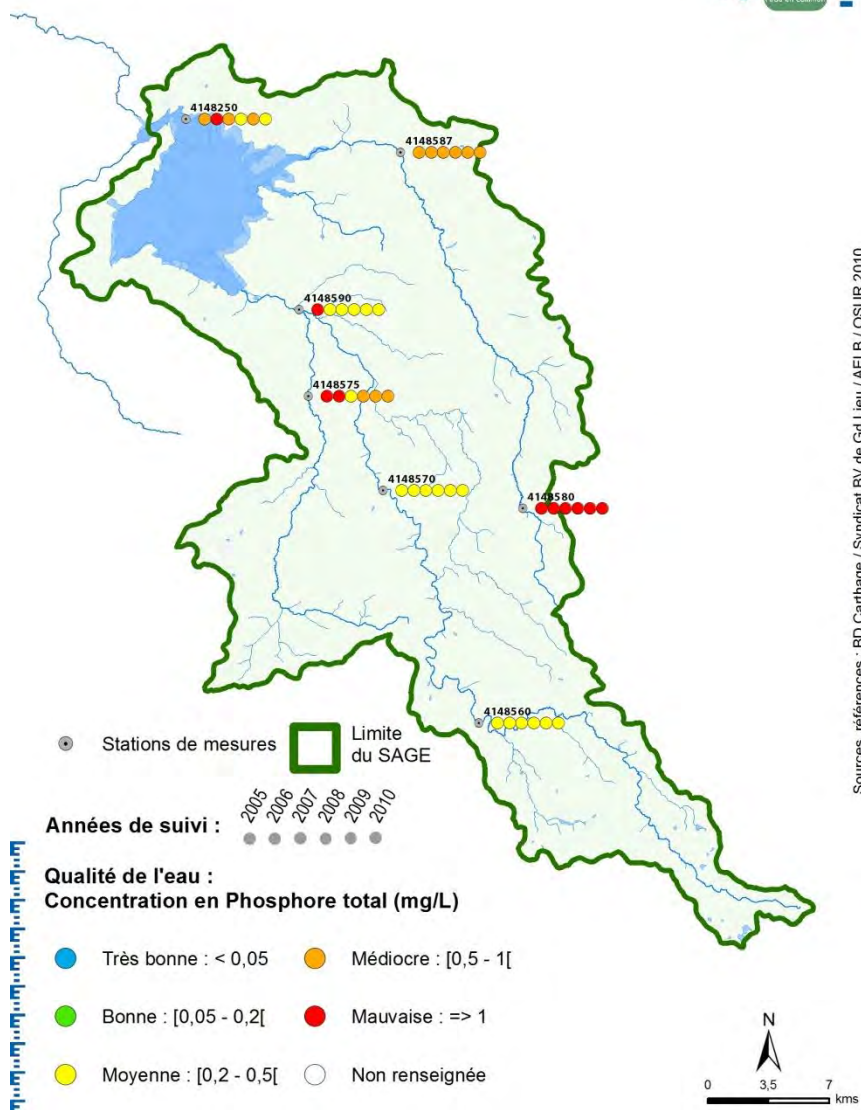 4148250
4148587
4148590
4148575
4148570
4148580
4148560
Sources, références : BD Carthage / Syndicat BV de Gd Lieu / AELB / OSUR 2010
Stations de mesures
Limite
du SAGE
Années de suivi :
2005 2006 2007 2008 2009 2010
Qualité de l'eau :
Concentration en Phosphore total (mg/L)
Très bonne : < 0,05
Médiocre : [0,5 - 1[
Bonne : [0,05 - 0,2[
Mauvaise : => 1
Moyenne : [0,2 - 0,5[
Non renseignée
N
0 3,5 7
kms